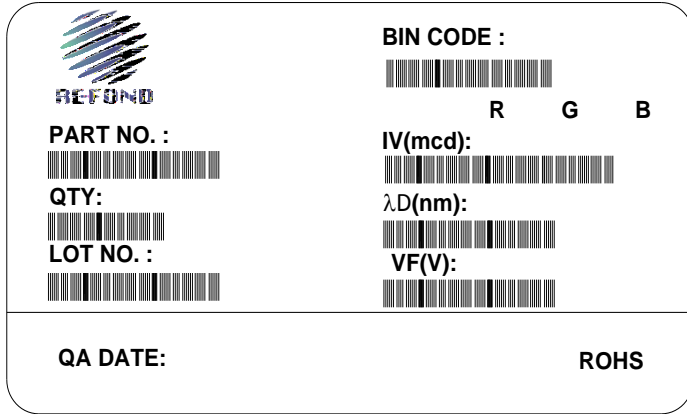 REFOND
PART NO. :
QTY:
LOT NO. :
BIN CODE :
R G B
IV(mcd):
λD(nm):
VF(V):
QA DATE:
ROHS